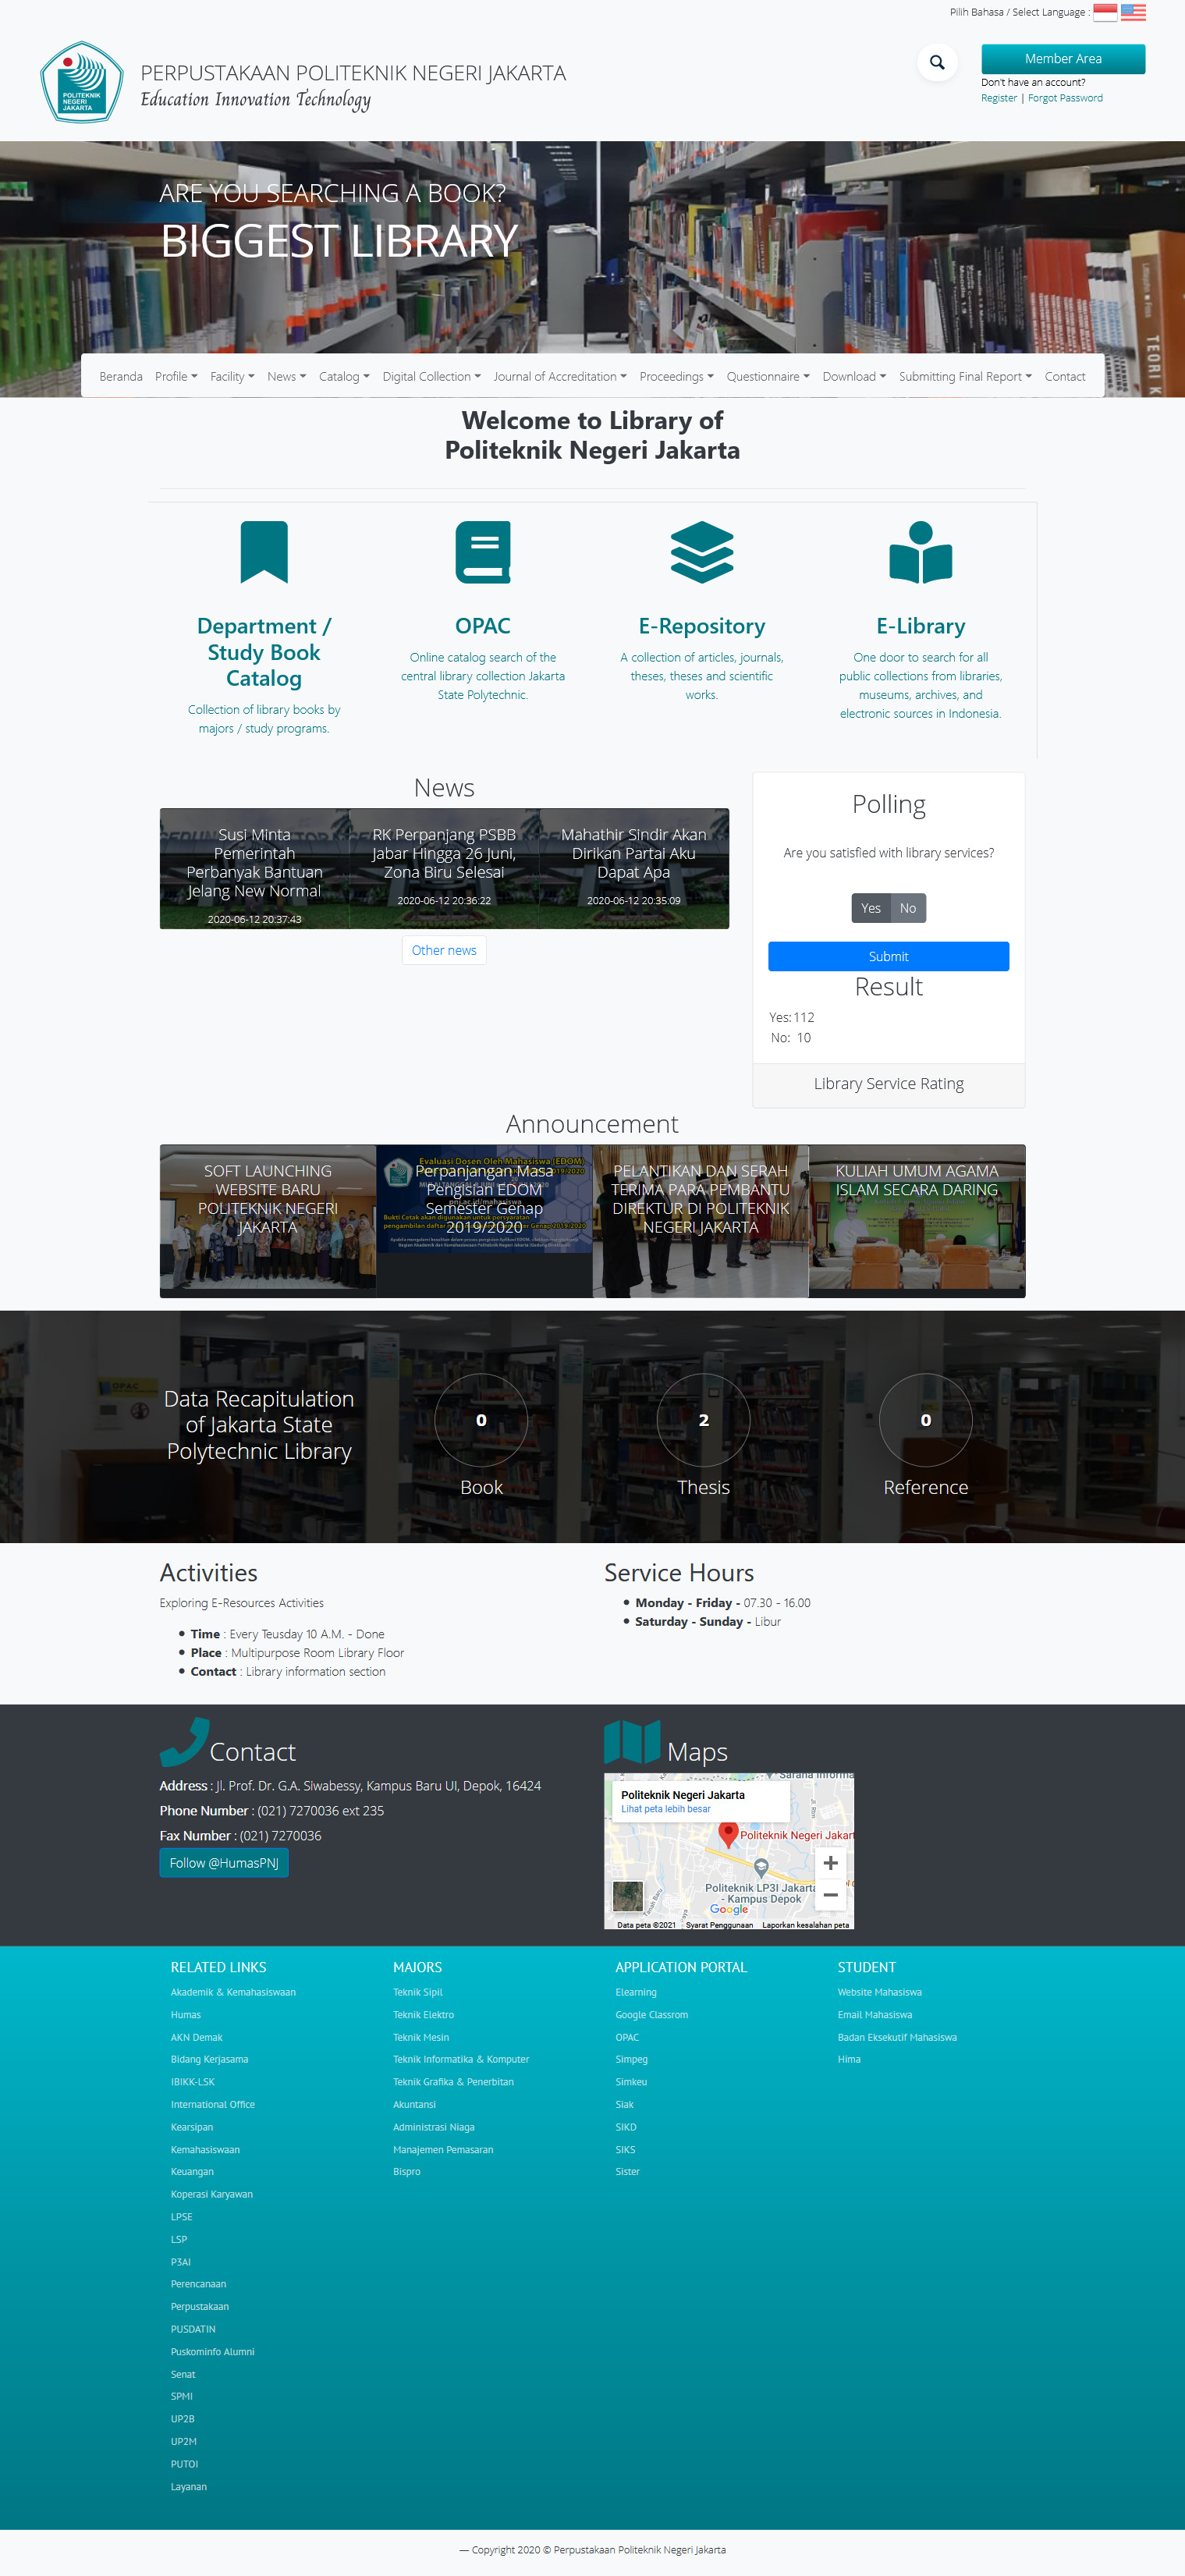 Pilih Bahasa / Select Language :
POLITEKNIK
NEGERI
JAKARTA
PERPUSTAKAAN POLITEKNIK NEGERI JAKARTA
Education Innovation Technology
Member Area
Don't have an account?
Register | Forgot Password
ARE YOU SEARCHING A BOOK?
BIGGEST LIBRARY
TEORI K
Beranda Profile Facility News Catalog Digital Collection Journal of Accreditation Proceedings Questionnaire Download Submitting Final Report Contact
Welcome to Library of
Politeknik Negeri Jakarta
Department /
Study Book
Catalog
Collection of library books by
majors / study programs.
OPAC
Online catalog search of the
central library collection Jakarta
State Polytechnic.
E-Repository
A collection of articles, journals,
theses, theses and scientific
works.
E-Library
One door to search for all
public collections from libraries,
museums, archives, and
electronic sources in Indonesia.
News
Susi Minta
Pemerintah
Perbanyak Bantuan
Jelang New Normal
2020-06-12 20:37:43
RK Perpanjang PSBB
Jabar Hingga 26 Juni,
Zona Biru Selesai
2020-06-12 20:36:22
Mahathir Sindir Akan
Dirikan Partai Aku
Dapat Apa
2020-06-12 20:35:09
Other news
Polling
Are you satisfied with library services?
Yes No
Submit
Result
Yes: 112
No: 10
Library Service Rating
Announcement
SOFT LAUNCHING
WEBSITE BARU
POLITEKNIK NEGERI
JAKARTA
Evaluasi Dosen Oleh Mahasiswa (EDOM)
Perpanjangan Masa
Pengisian EDOM
Semester Genap
2019/2020
pnj.ac.id/mahasiswa
PELANTIKAN DAN SERAH
TERIMA PARA PEMBANTU
DIREKTUR DI POLITEKNIK
NEGERI JAKARTA
KULIAH UMUM AGAMA
ISLAM SECARA DARING
Data Recapitulation
of Jakarta State
Polytechnic Library
0
Book
2
Thesis
0
Reference
Activities
Exploring E-Resources Activities
Time : Every Teusday 10 A.M. - Done
Place : Multipurpose Room Library Floor
Contact : Library information section
Service Hours
Monday - Friday - 07.30 - 16.00
Saturday - Sunday - Libur
Contact
Address : Jl. Prof. Dr. G.A. Siwabessy, Kampus Baru UI, Depok, 16424
Phone Number : (021) 7270036 ext 235
Fax Number : (021) 7270036
Follow @HumasPNJ
Maps
Sarana Informa
Politeknik Negeri Jakarta
Lihat peta lebih besar
Politeknik Negeri Jakart
Politeknik LP3I Jakarta
- Kampus Depok
Google
Data peta ©2021 Syarat Penggunaan Laporkan kesalahan peta
RELATED LINKS
Akademik & Kemahasiswaan
Humas
AKN Demak
Bidang Kerjasama
IBIKK-LSK
International Office
Kearsipan
Kemahasiswaan
Keuangan
Koperasi Karyawan
LPSE
LSP
P3AI
Perencanaan
Perpustakaan
PUSDATIN
Puskominfo Alumni
Senat
SPMI
UP2B
UP2M
PUTOI
Layanan
MAJORS
Teknik Sipil
Teknik Elektro
Teknik Mesin
Teknik Informatika & Komputer
Teknik Grafika & Penerbitan
Akuntansi
Administrasi Niaga
Manajemen Pemasaran
Bispro
APPLICATION PORTAL
Elearning
Google Classrom
OPAC
Simpeg
Simkeu
Siak
SIKD
SIKS
Sister
STUDENT
Website Mahasiswa
Email Mahasiswa
Badan Eksekutif Mahasiswa
Hima
— Copyright 2020 © Perpustakaan Politeknik Negeri Jakarta